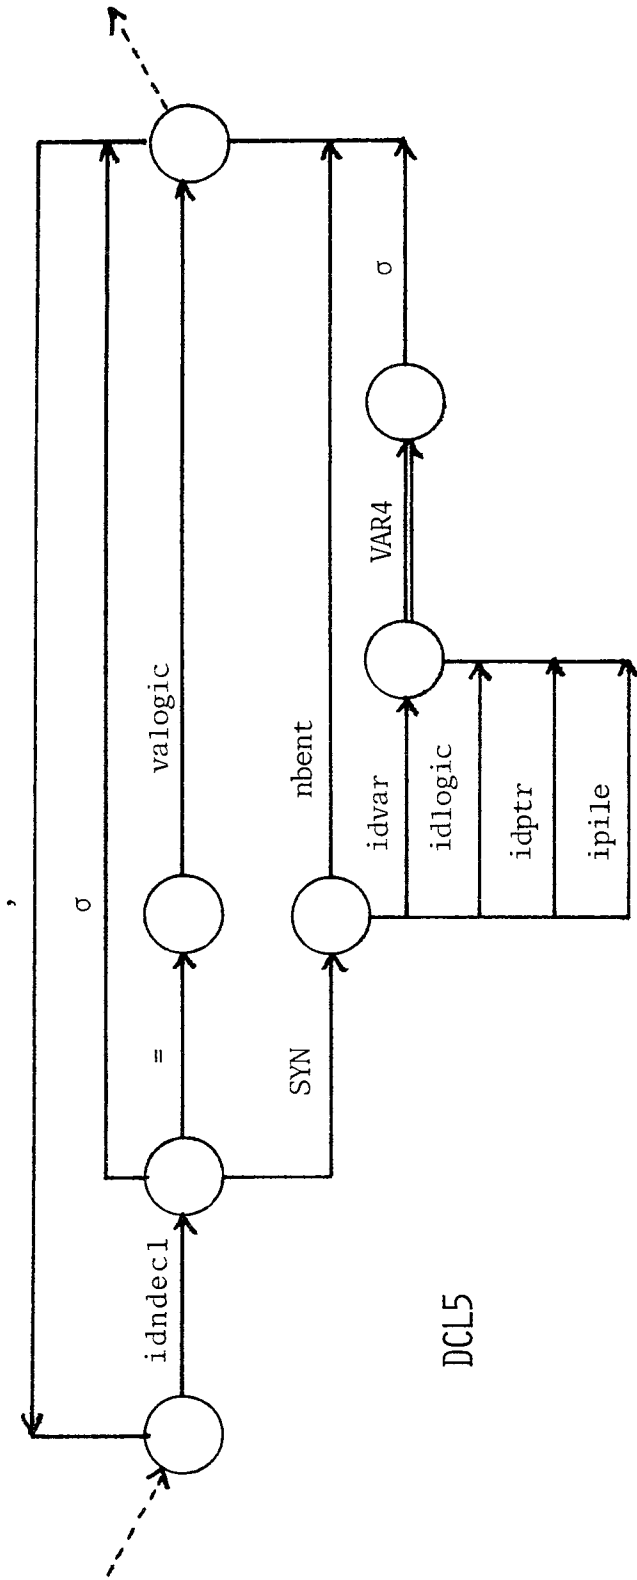 ,
σ
idndecl
=
valogic
SYN
nbent
idvar
VAR4
σ
idlogic
idptr
ipile
DCL5